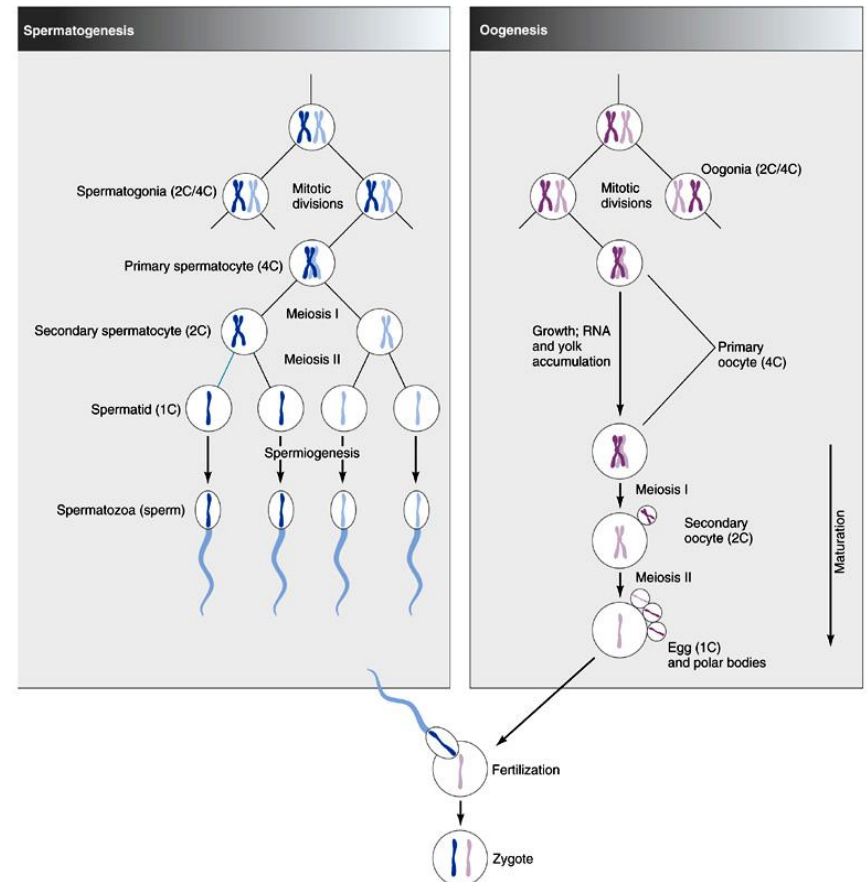 Spermatogenesis
Spermatogonia (2C/4C)
Mitotic
divisions
Primary spermatocyte (4C)
Meiosis I
Secondary spermatocyte (2C)
Meiosis II
Spermatid (1C)
Spermiogenesis
Spermatozoa (sperm)
Oogenesis
Oogonia (2C/4C)
Mitotic
divisions
Growth; RNA
and yolk
accumulation
Primary
oocyte (4C)
Meiosis I
Secondary
oocyte (2C)
Meiosis II
Egg (1C)
and polar bodies
Maturation
Fertilization
Zygote